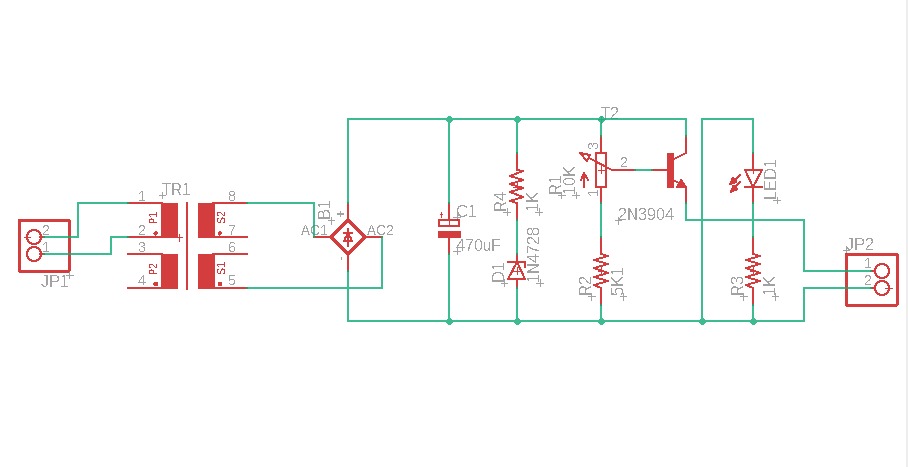 T2
TR1
1
8
P1
S2
2
7
3
6
P2
S1
4
5
2
1
JP1
B1
AC1
AC2
+
-
C1
470uF
R4
1K
D1
1N4728
R1
10K
3
2
1
2N3904
R2
5K1
LED1
R3
1K
JP2
1
2